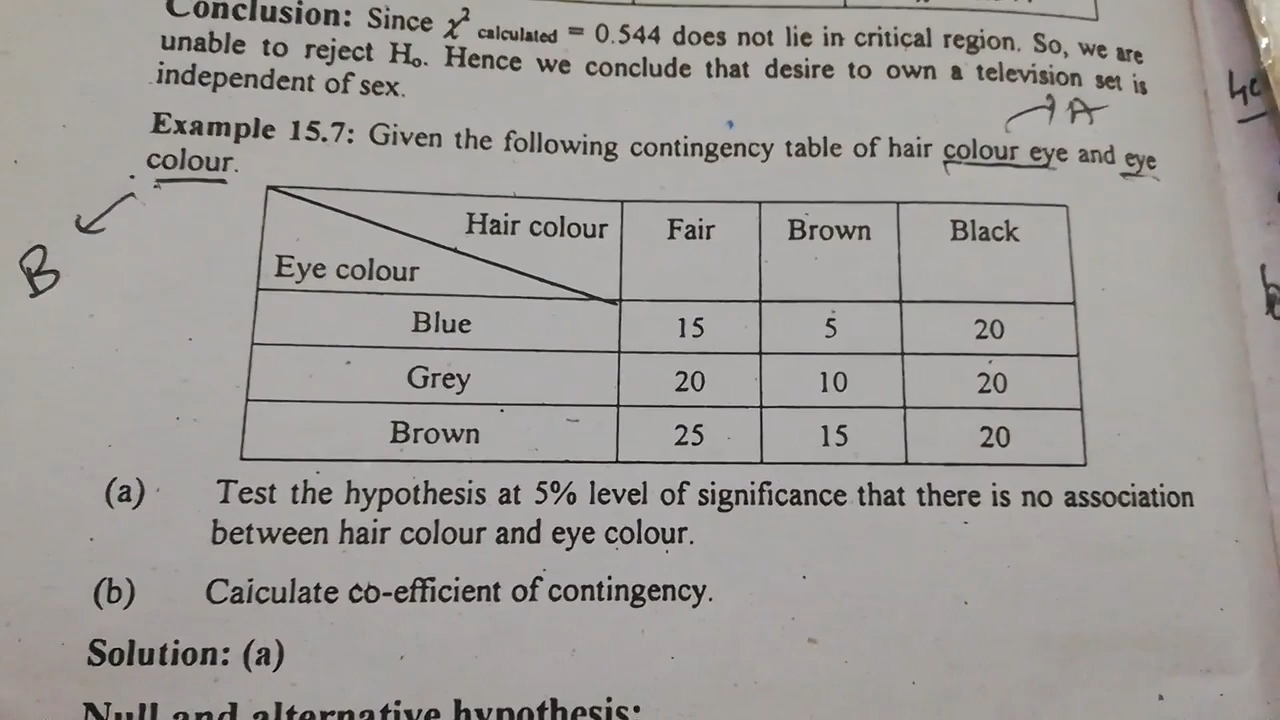 Conclusion: Since χ² calculated = 0.544 does not lie in critical region. So, we are
unable to reject H₀. Hence we conclude that desire to own a television set is
independent of sex.
A
Example 15.7: Given the following contingency table of hair colour eye and eye
colour.
B
Hair colour Fair Brown Black
Eye colour
Blue 15 5 20
Grey 20 10 20
Brown 25 15 20
(a) Test the hypothesis at 5% level of significance that there is no association
between hair colour and eye colour.
(b) Calculate co-efficient of contingency.
Solution: (a)
Null and alternative hypothesis: